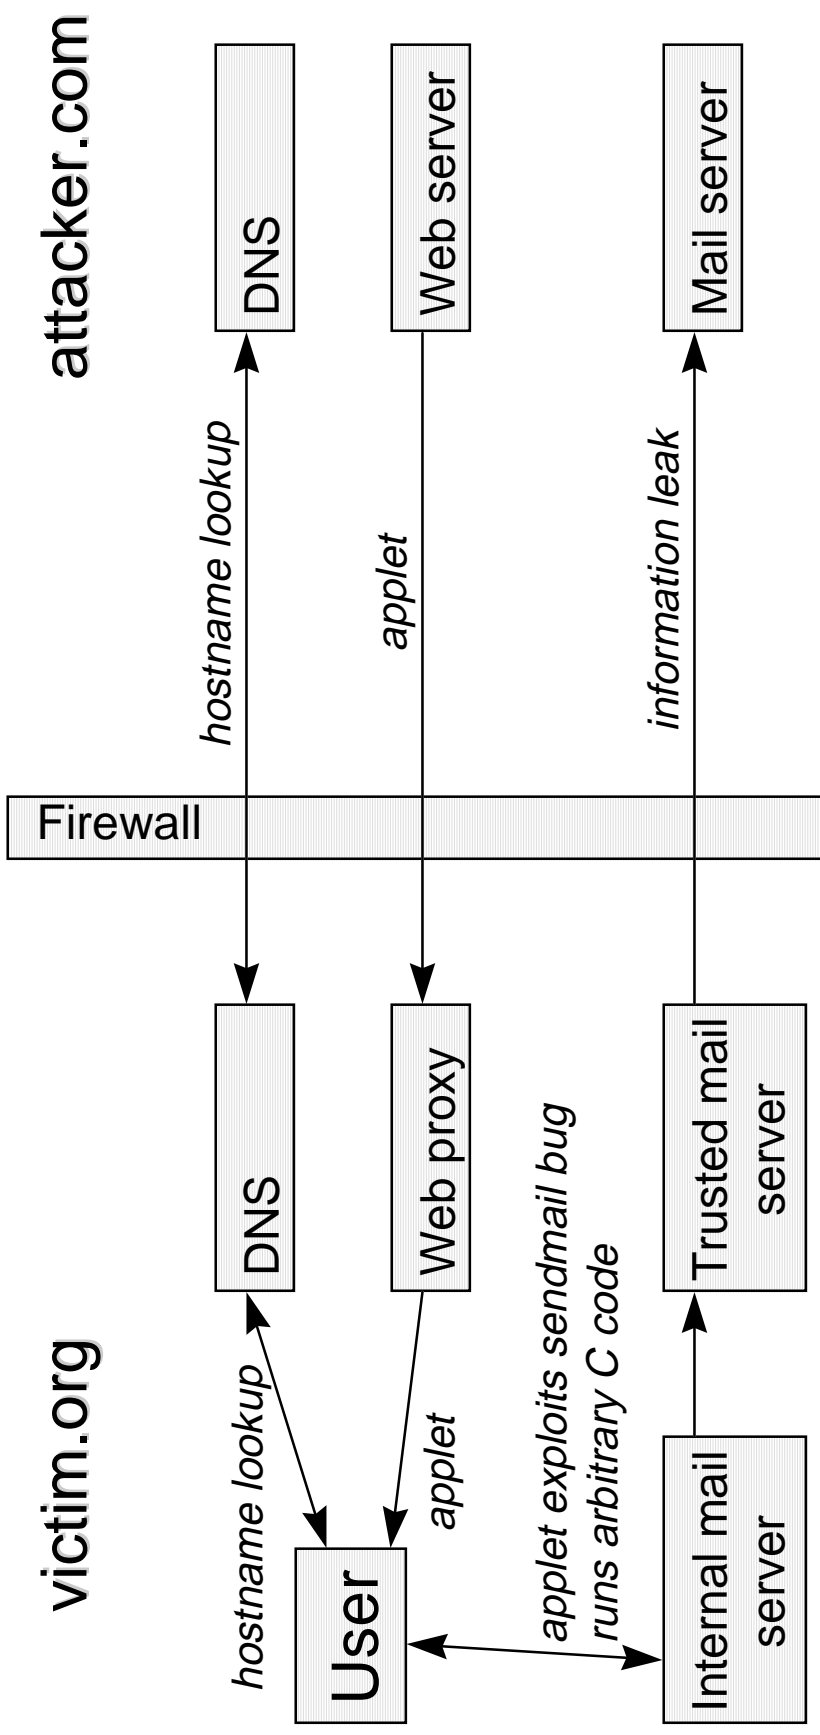 victim.org
attacker.com
Firewall
hostname lookup
DNS
hostname lookup
DNS
User
applet
Web proxy
applet
Web server
applet exploits sendmail bug
runs arbitrary C code
Internal mail
server
Trusted mail
server
information leak
Mail server